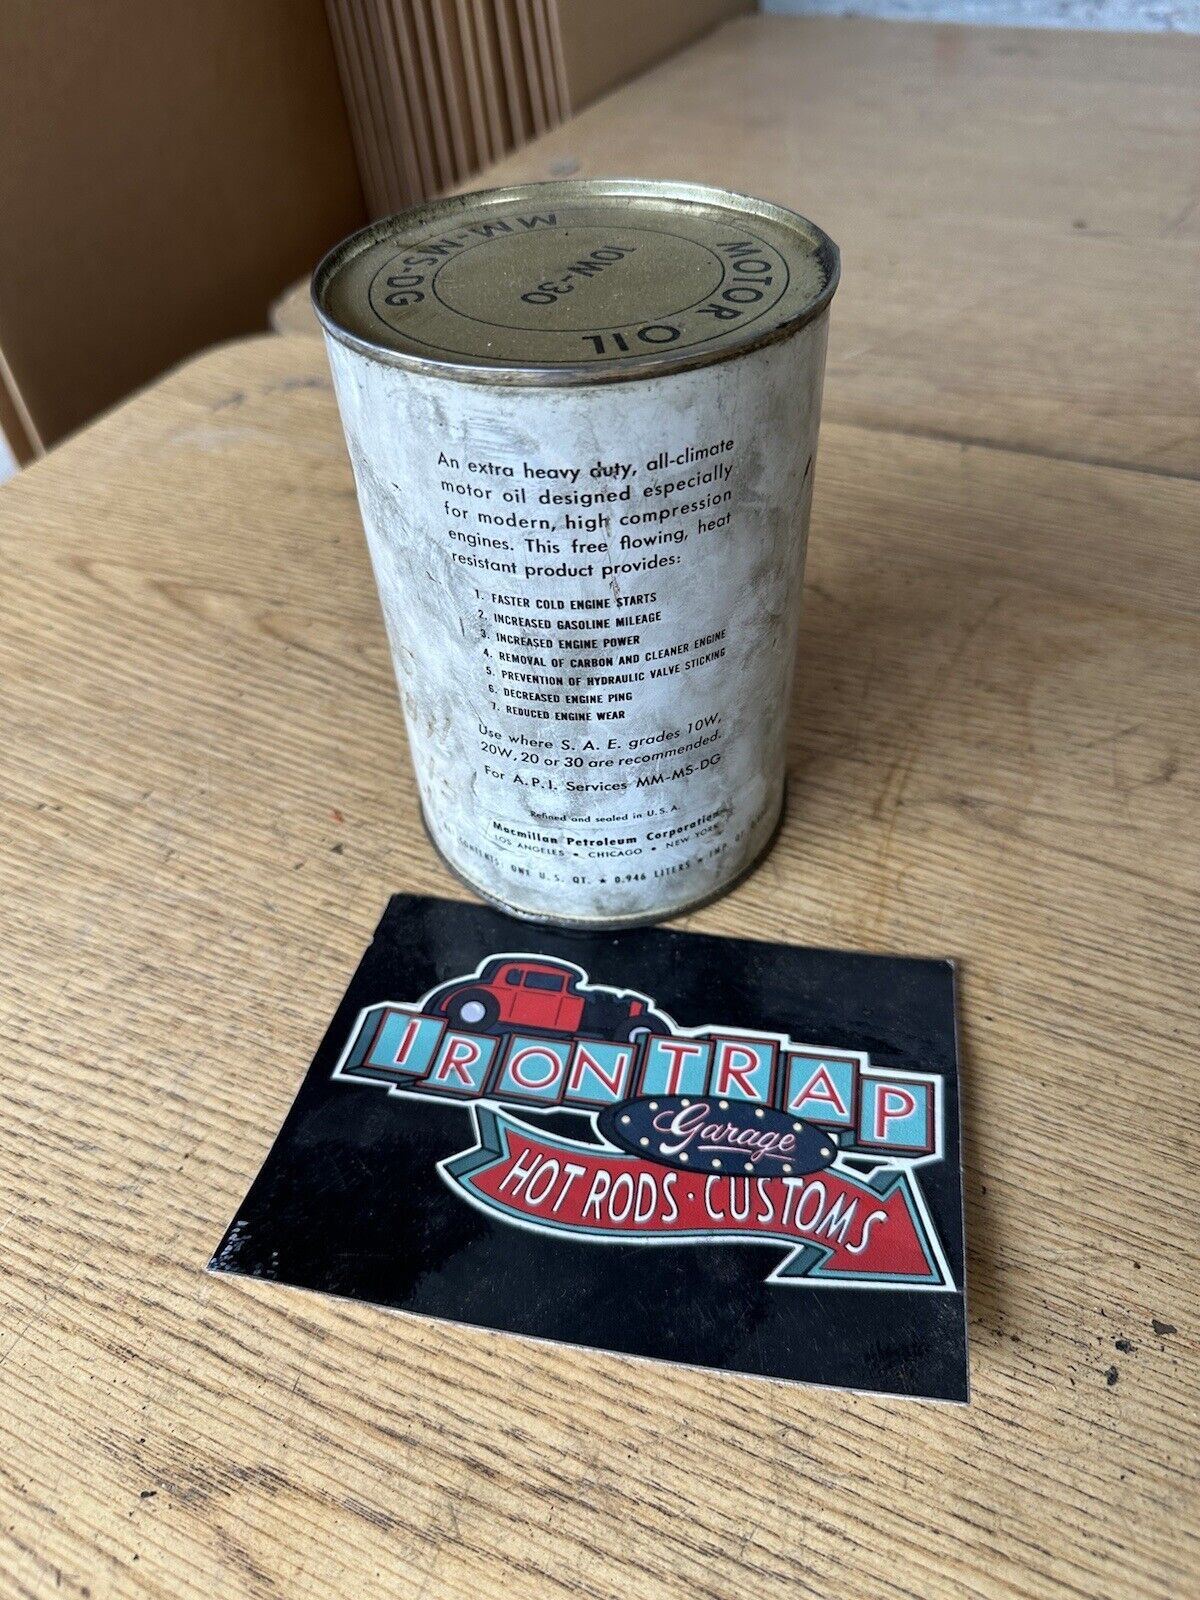 MM-MS-DG
MOTOR OIL
10W-30
An extra heavy duty, all-climate
motor oil designed especially
for modern, high compression
engines. This free flowing, heat
resistant product provides:
1. FASTER COLD ENGINE STARTS
2. INCREASED GASOLINE MILEAGE
3. INCREASED ENGINE POWER
4. REMOVAL OF CARBON AND CLEANER ENGINE
5. PREVENTION OF HYDRAULIC VALVE STICKING
6. DECREASED ENGINE PING
7. REDUCED ENGINE WEAR
Use where S. A. E. grades 10W,
20W, 20 or 30 are recommended.
For A.P.I. Services MM-MS-DG
Refined and sealed in U.S.A.
Macmillan Petroleum Corporation
LOS ANGELES • CHICAGO • NEW YORK
CONTENTS: ONE U.S. QT. ★ 0.946 LITERS ★ IMP. QT.
IRONTRAP
Garage
HOT RODS · CUSTOMS